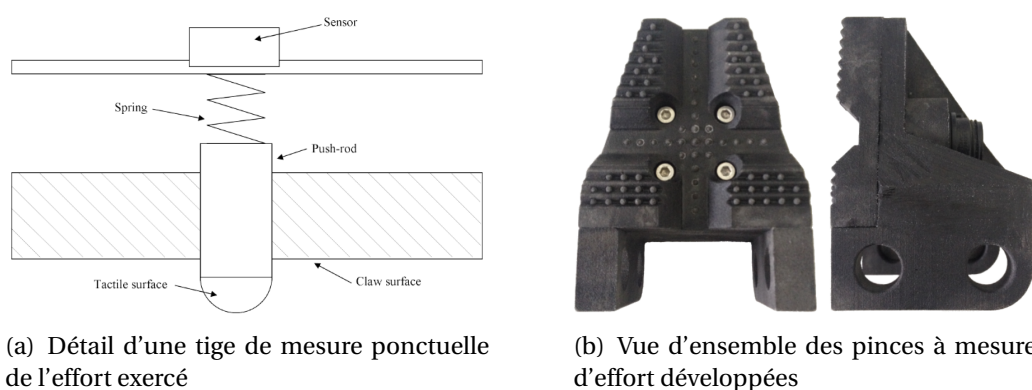 Sensor
Spring
Push-rod
Tactile surface
Claw surface
(a) Détail d'une tige de mesure ponctuelle
de l'effort exercé
(b) Vue d'ensemble des pinces à mesure
d'effort développées